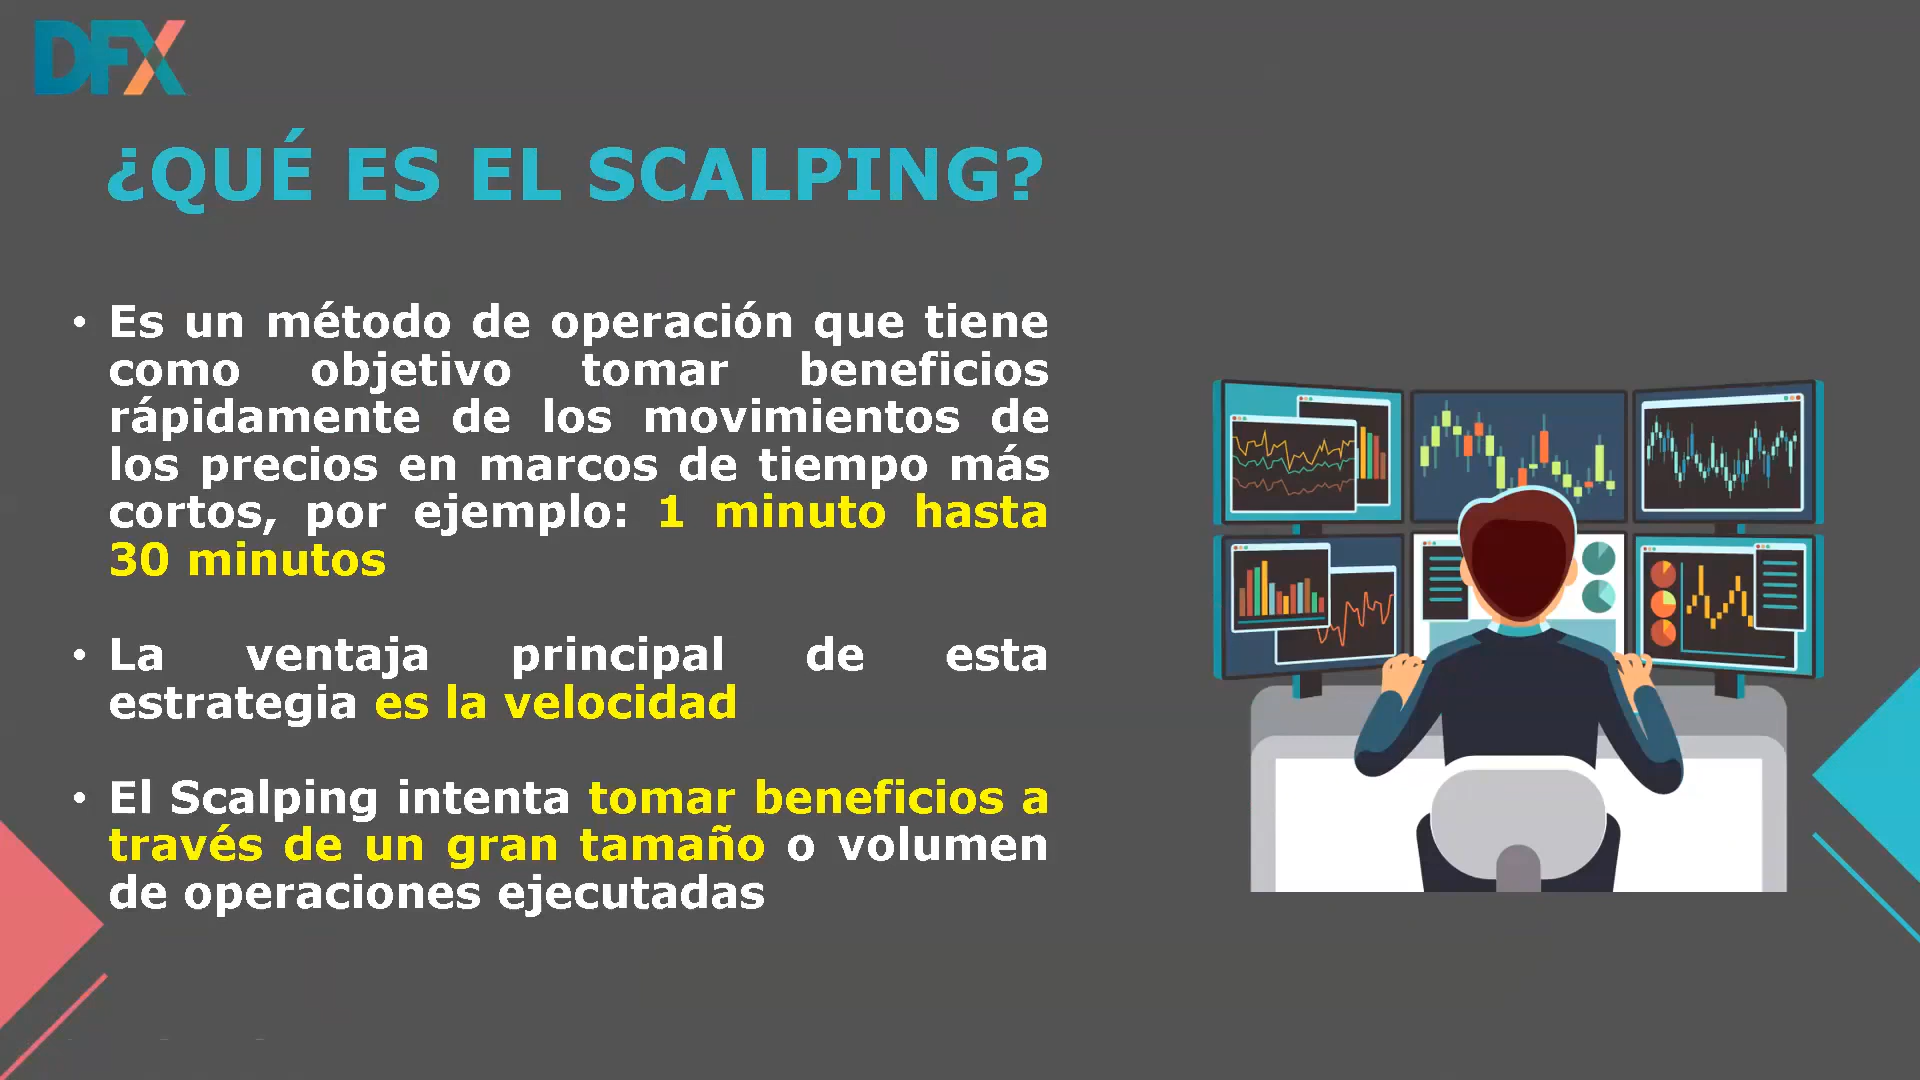 DFX
¿QUÉ ES EL SCALPING?
• Es un método de operación que tiene
como objetivo tomar beneficios
rápidamente de los movimientos de
los precios en marcos de tiempo más
cortos, por ejemplo: 1 minuto hasta
30 minutos
• La ventaja principal de esta
estrategia es la velocidad
• El Scalping intenta tomar beneficios a
través de un gran tamaño o volumen
de operaciones ejecutadas